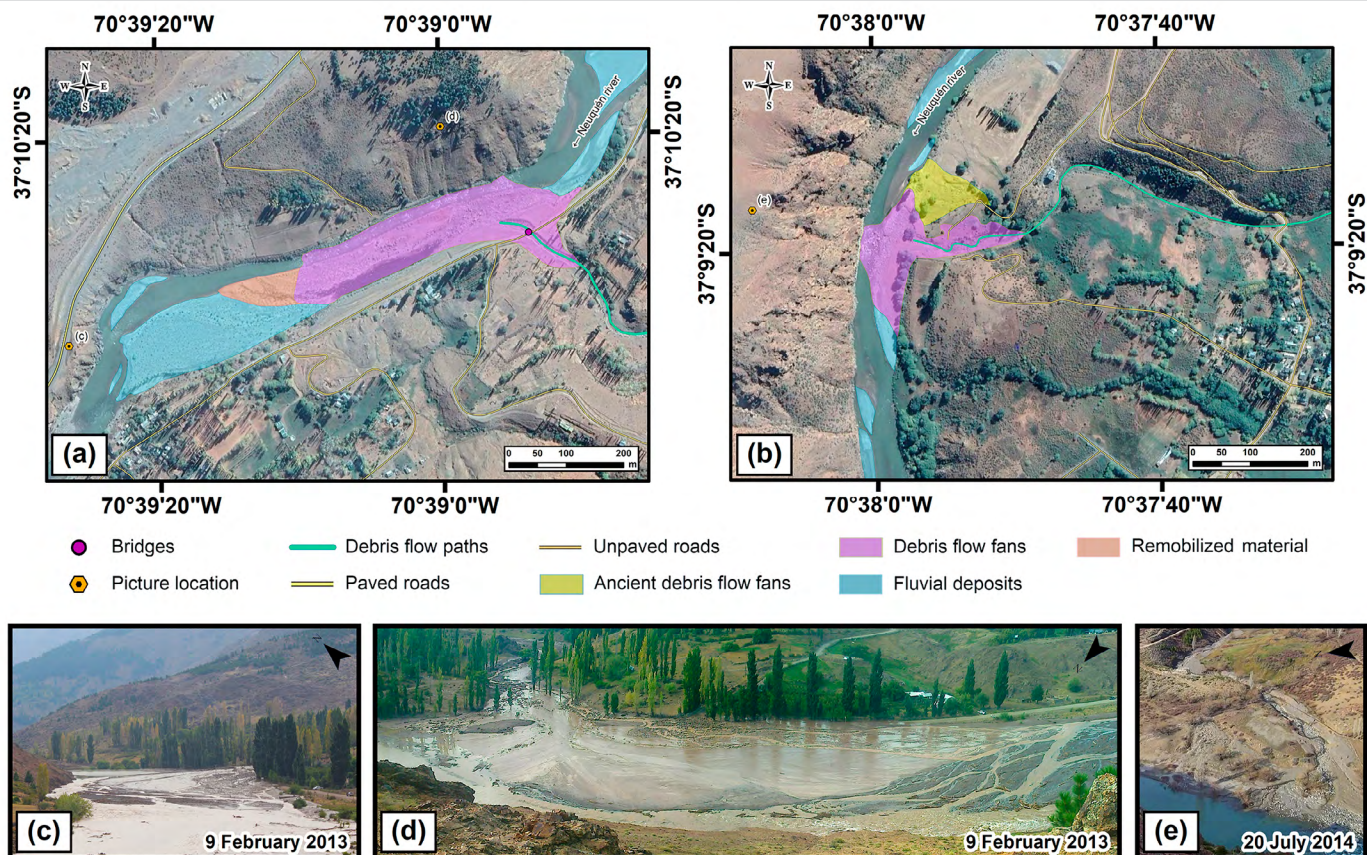 70°39'20"W 70°39'0"W 70°38'0"W 70°37'40"W
37°10'20"S
37°10'20"S
37°9'20"S
37°9'20"S
N
W E
S
(d)
← Neuquén river
(c)
(a)
0 50 100 200
m
N
W E
S
← Neuquén river
(e)
(b)
0 50 100 200
m
70°39'20"W 70°39'0"W 70°38'0"W 70°37'40"W
Bridges
Debris flow paths
Unpaved roads
Debris flow fans
Remobilized material
Picture location
Paved roads
Ancient debris flow fans
Fluvial deposits
(c)
9 February 2013
(d)
9 February 2013
(e)
20 July 2014